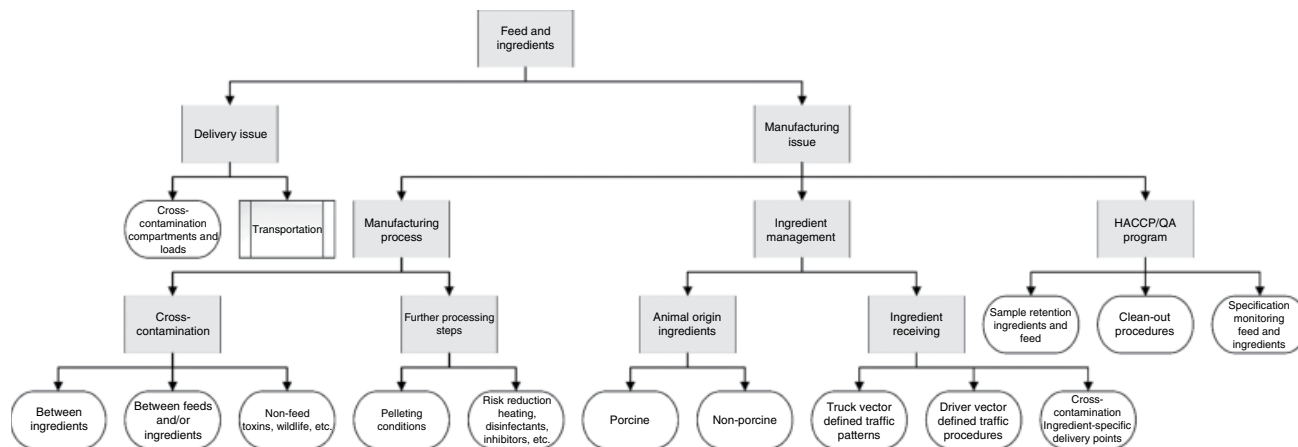 Feed and
ingredients
Delivery issue
Manufacturing
issue
Cross-
contamination
compartments and
loads
Transportation
Manufacturing
process
Ingredient
management
HACCP/QA
program
Cross-
contamination
Further processing
steps
Animal origin
ingredients
Ingredient
receiving
Sample retention
ingredients and
feed
Clean-out
procedures
Specification
monitoring
feed and
ingredients
Between
ingredients
Between feeds
and/or
ingredients
Non-feed
toxins, wildlife, etc.
Pelleting
conditions
Risk reduction
heating,
disinfectants,
inhibitors, etc.
Porcine
Non-porcine
Truck vector
defined traffic
patterns
Driver vector
defined traffic
procedures
Cross-
contamination
Ingredient-specific
delivery points